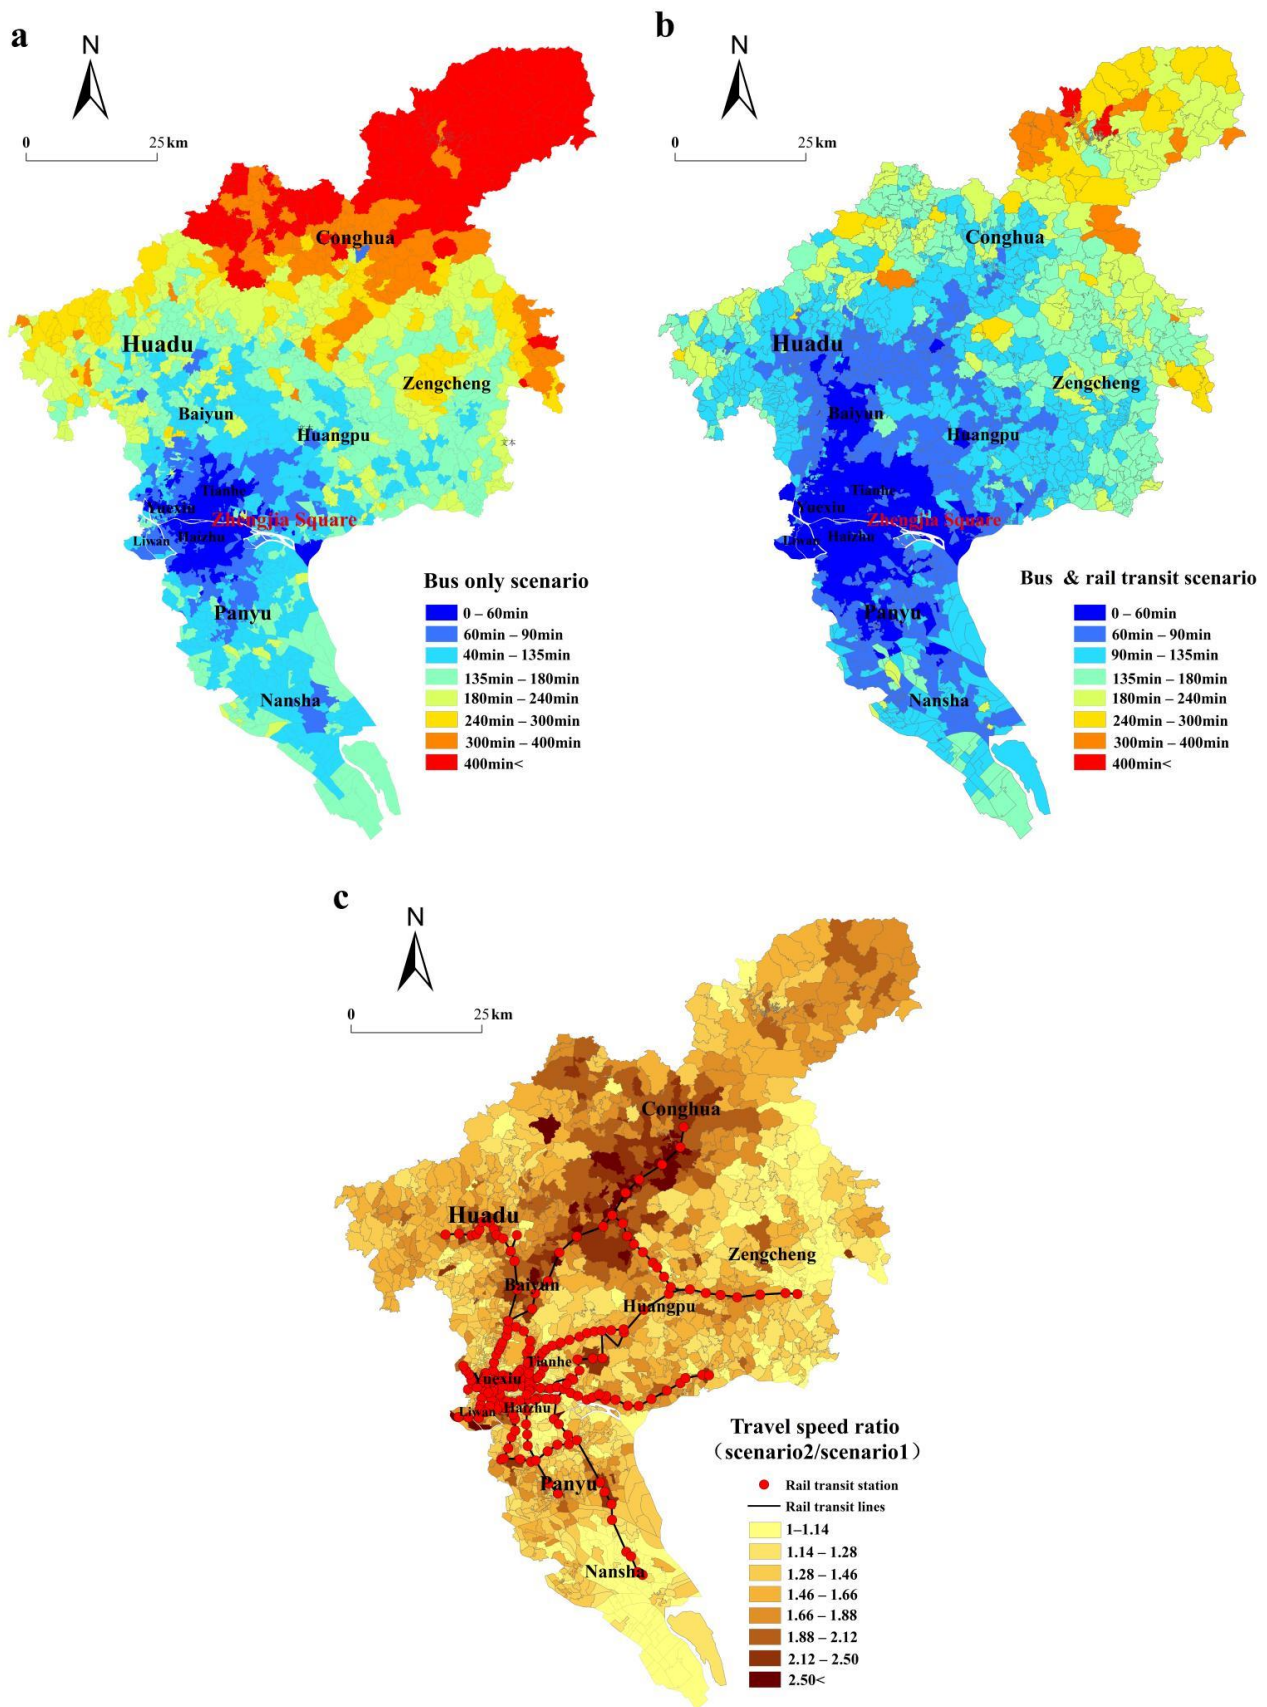 a
N
0 25 km
Conghua
Huadu
Zengcheng
Baiyun
Huangpu
文本
Tianhe
Yuexiu
Zhengjia Square
Liwan
Haizhu
Panyu
Nansha
Bus only scenario
0 – 60min
60min – 90min
40min – 135min
135min – 180min
180min – 240min
240min – 300min
300min – 400min
400min<
b
N
0 25 km
Conghua
Huadu
Zengcheng
Baiyun
Huangpu
Tianhe
Yuexiu
Zhengjia Square
Liwan
Haizhu
Panyu
Nansha
Bus & rail transit scenario
0 – 60min
60min – 90min
90min – 135min
135min – 180min
180min – 240min
240min – 300min
300min – 400min
400min<
c
N
0 25 km
Conghua
Huadu
Zengcheng
Baiyun
Huangpu
Tianhe
Yuexiu
Liwan
Haizhu
Panyu
Nansha
Travel speed ratio
（scenario2/scenario1）
Rail transit station
Rail transit lines
1–1.14
1.14 – 1.28
1.28 – 1.46
1.46 – 1.66
1.66 – 1.88
1.88 – 2.12
2.12 – 2.50
2.50<